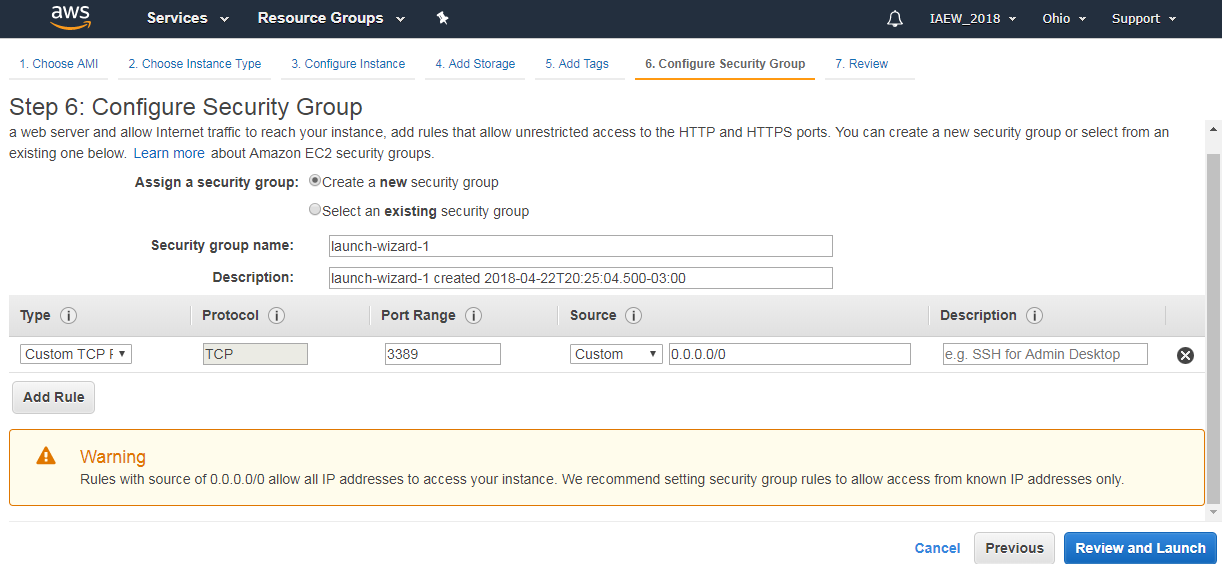 aws Services Resource Groups IAEW_2018 Ohio Support
1. Choose AMI 2. Choose Instance Type 3. Configure Instance 4. Add Storage 5. Add Tags 6. Configure Security Group 7. Review
Step 6: Configure Security Group
a web server and allow Internet traffic to reach your instance, add rules that allow unrestricted access to the HTTP and HTTPS ports. You can create a new security group or select from an
existing one below. Learn more about Amazon EC2 security groups.
Assign a security group: Create a new security group
Select an existing security group
Security group name: launch-wizard-1
Description: launch-wizard-1 created 2018-04-22T20:25:04.500-03:00
Type i Protocol i Port Range i Source i Description i
Custom TCP TCP 3389 Custom 0.0.0.0/0 e.g. SSH for Admin Desktop
Add Rule
Warning
Rules with source of 0.0.0.0/0 allow all IP addresses to access your instance. We recommend setting security group rules to allow access from known IP addresses only.
Cancel Previous Review and Launch